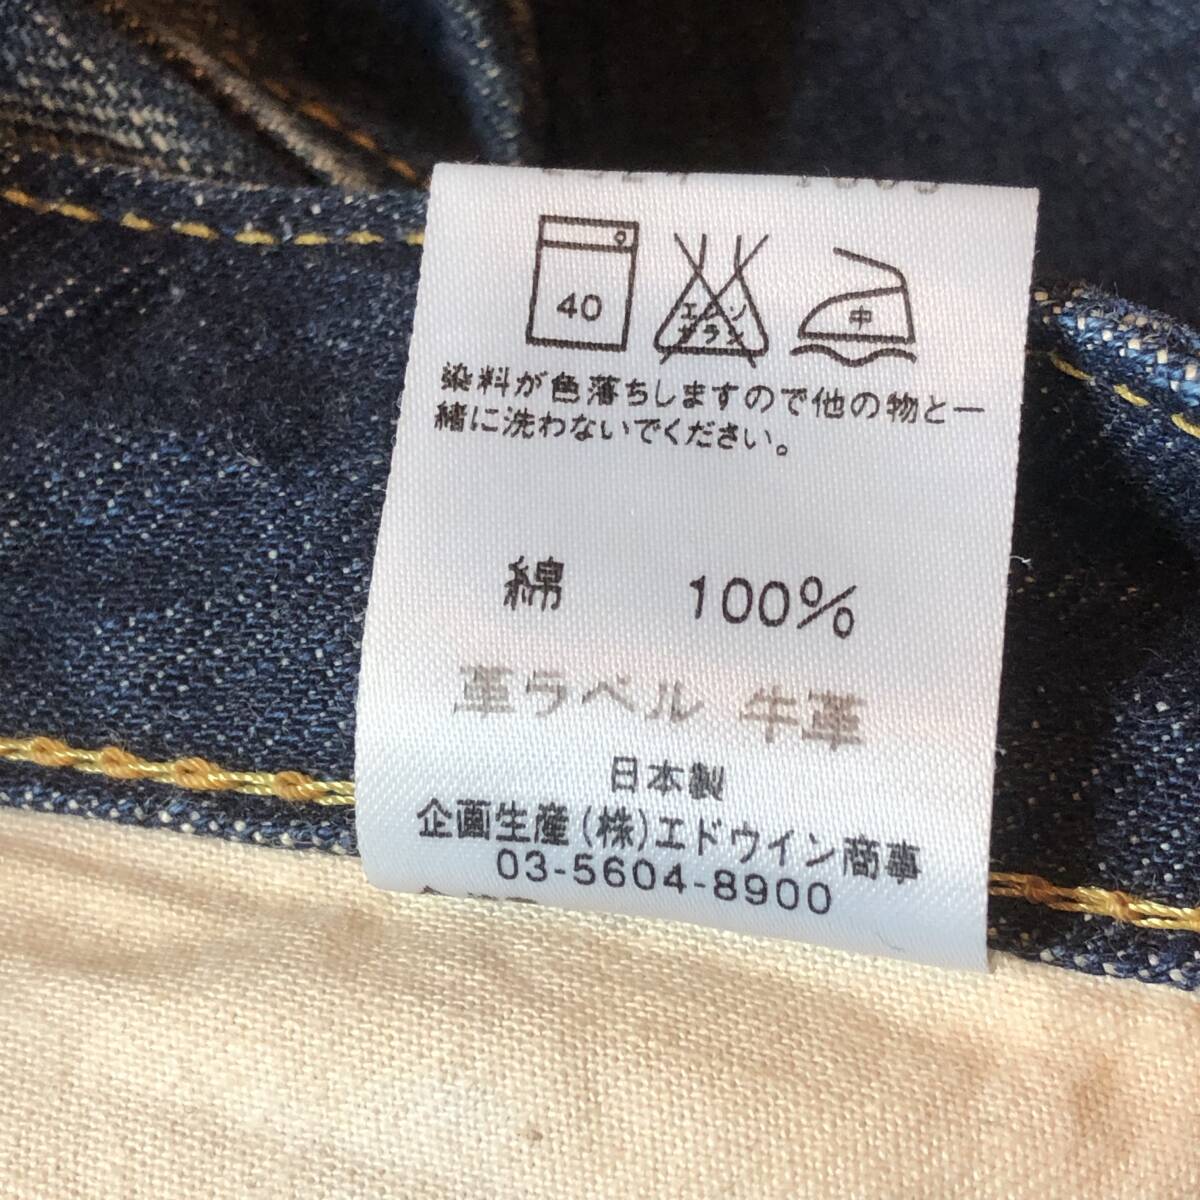 40
エンソ
サラシ
中
染料が色落ちしますので他の物と一
緒に洗わないでください。
綿 100%
革ラベル 牛革
日本製
企画生産(株)エドウイン商事
03-5604-8900